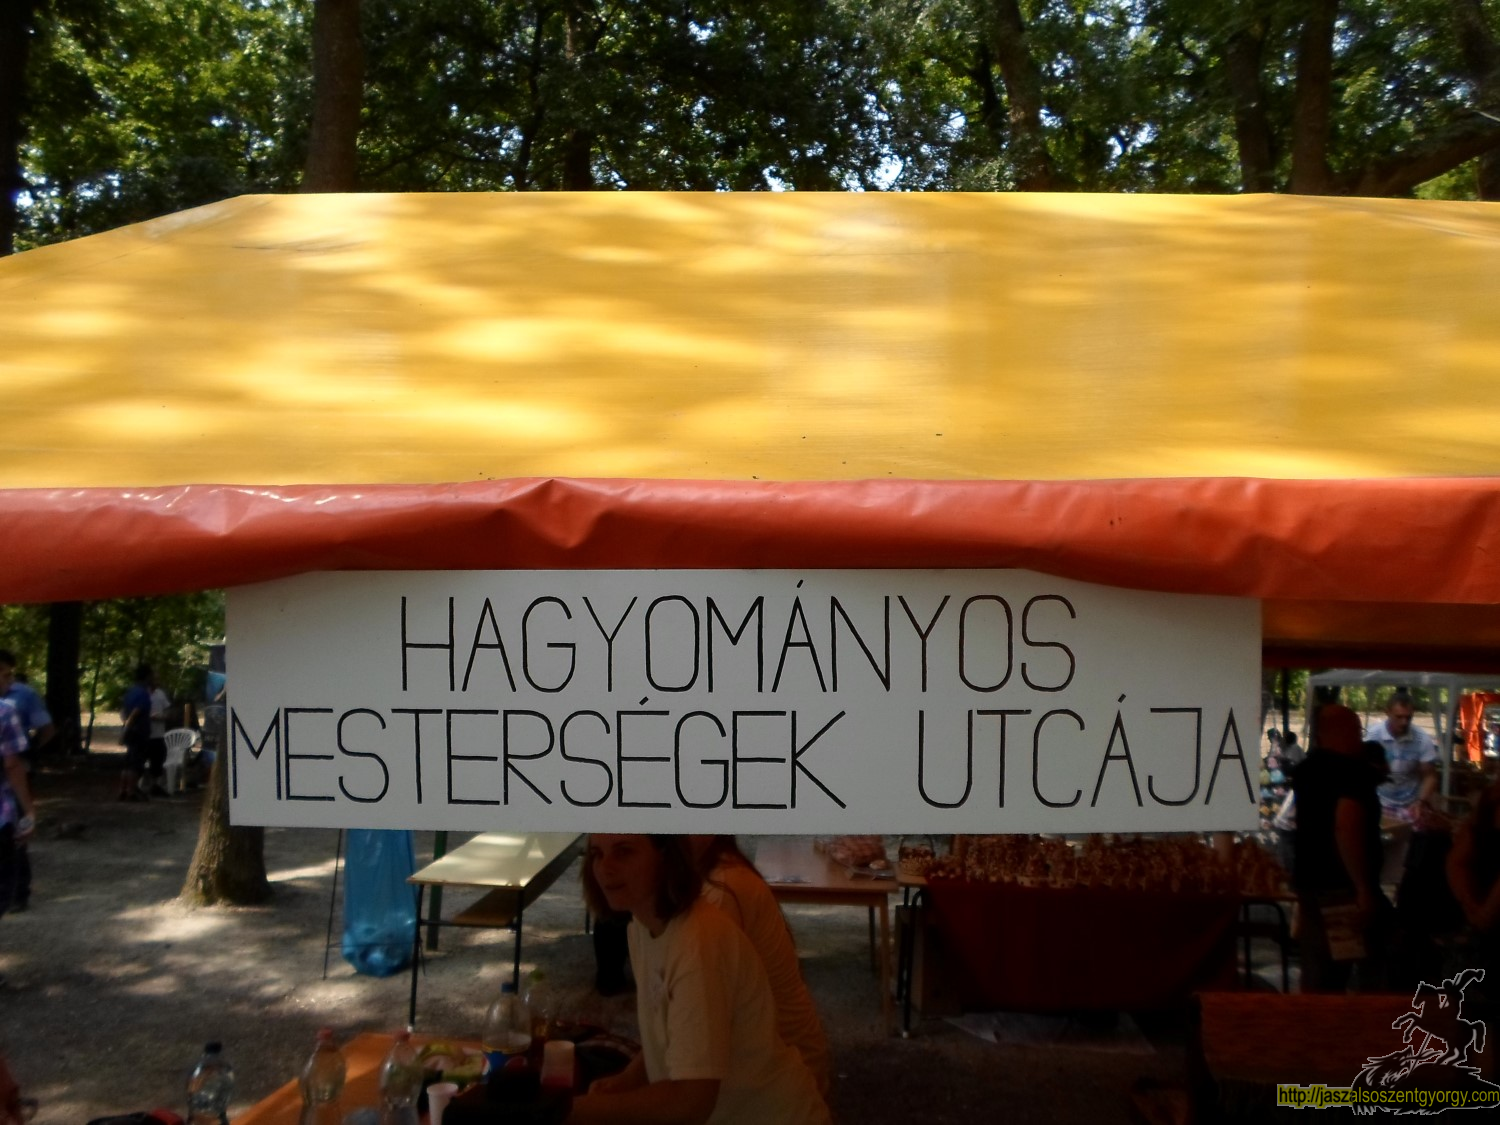 HAGYOMÁNYOS
MESTERSÉGEK UTCÁJA
http://jaszalsoszentgyorgy.com